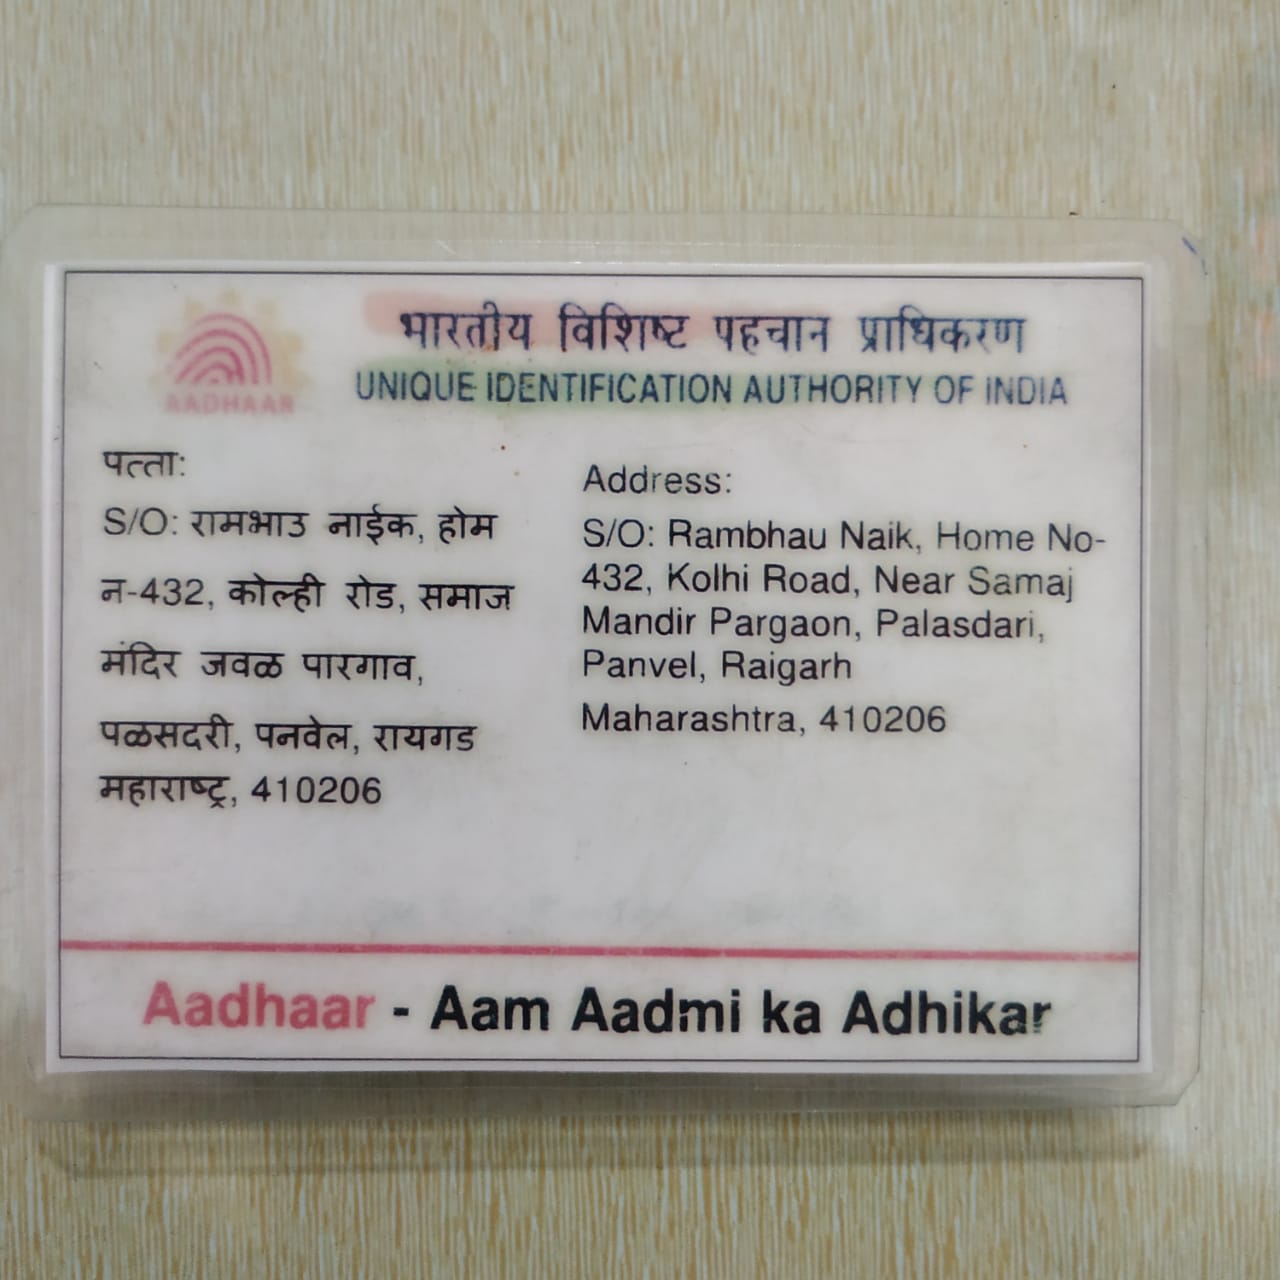 भारतीय विशिष्ट पहचान प्राधिकरण
UNIQUE IDENTIFICATION AUTHORITY OF INDIA
AADHAAR
पत्ता:
S/O: रामभाउ नाईक, होम
न-432, कोल्ही रोड, समाज
मंदिर जवळ पारगाव,
पळसदरी, पनवेल, रायगड
महाराष्ट्र, 410206
Address:
S/O: Rambhau Naik, Home No-
432, Kolhi Road, Near Samaj
Mandir Pargaon, Palasdari,
Panvel, Raigarh
Maharashtra, 410206
Aadhaar - Aam Aadmi ka Adhikar